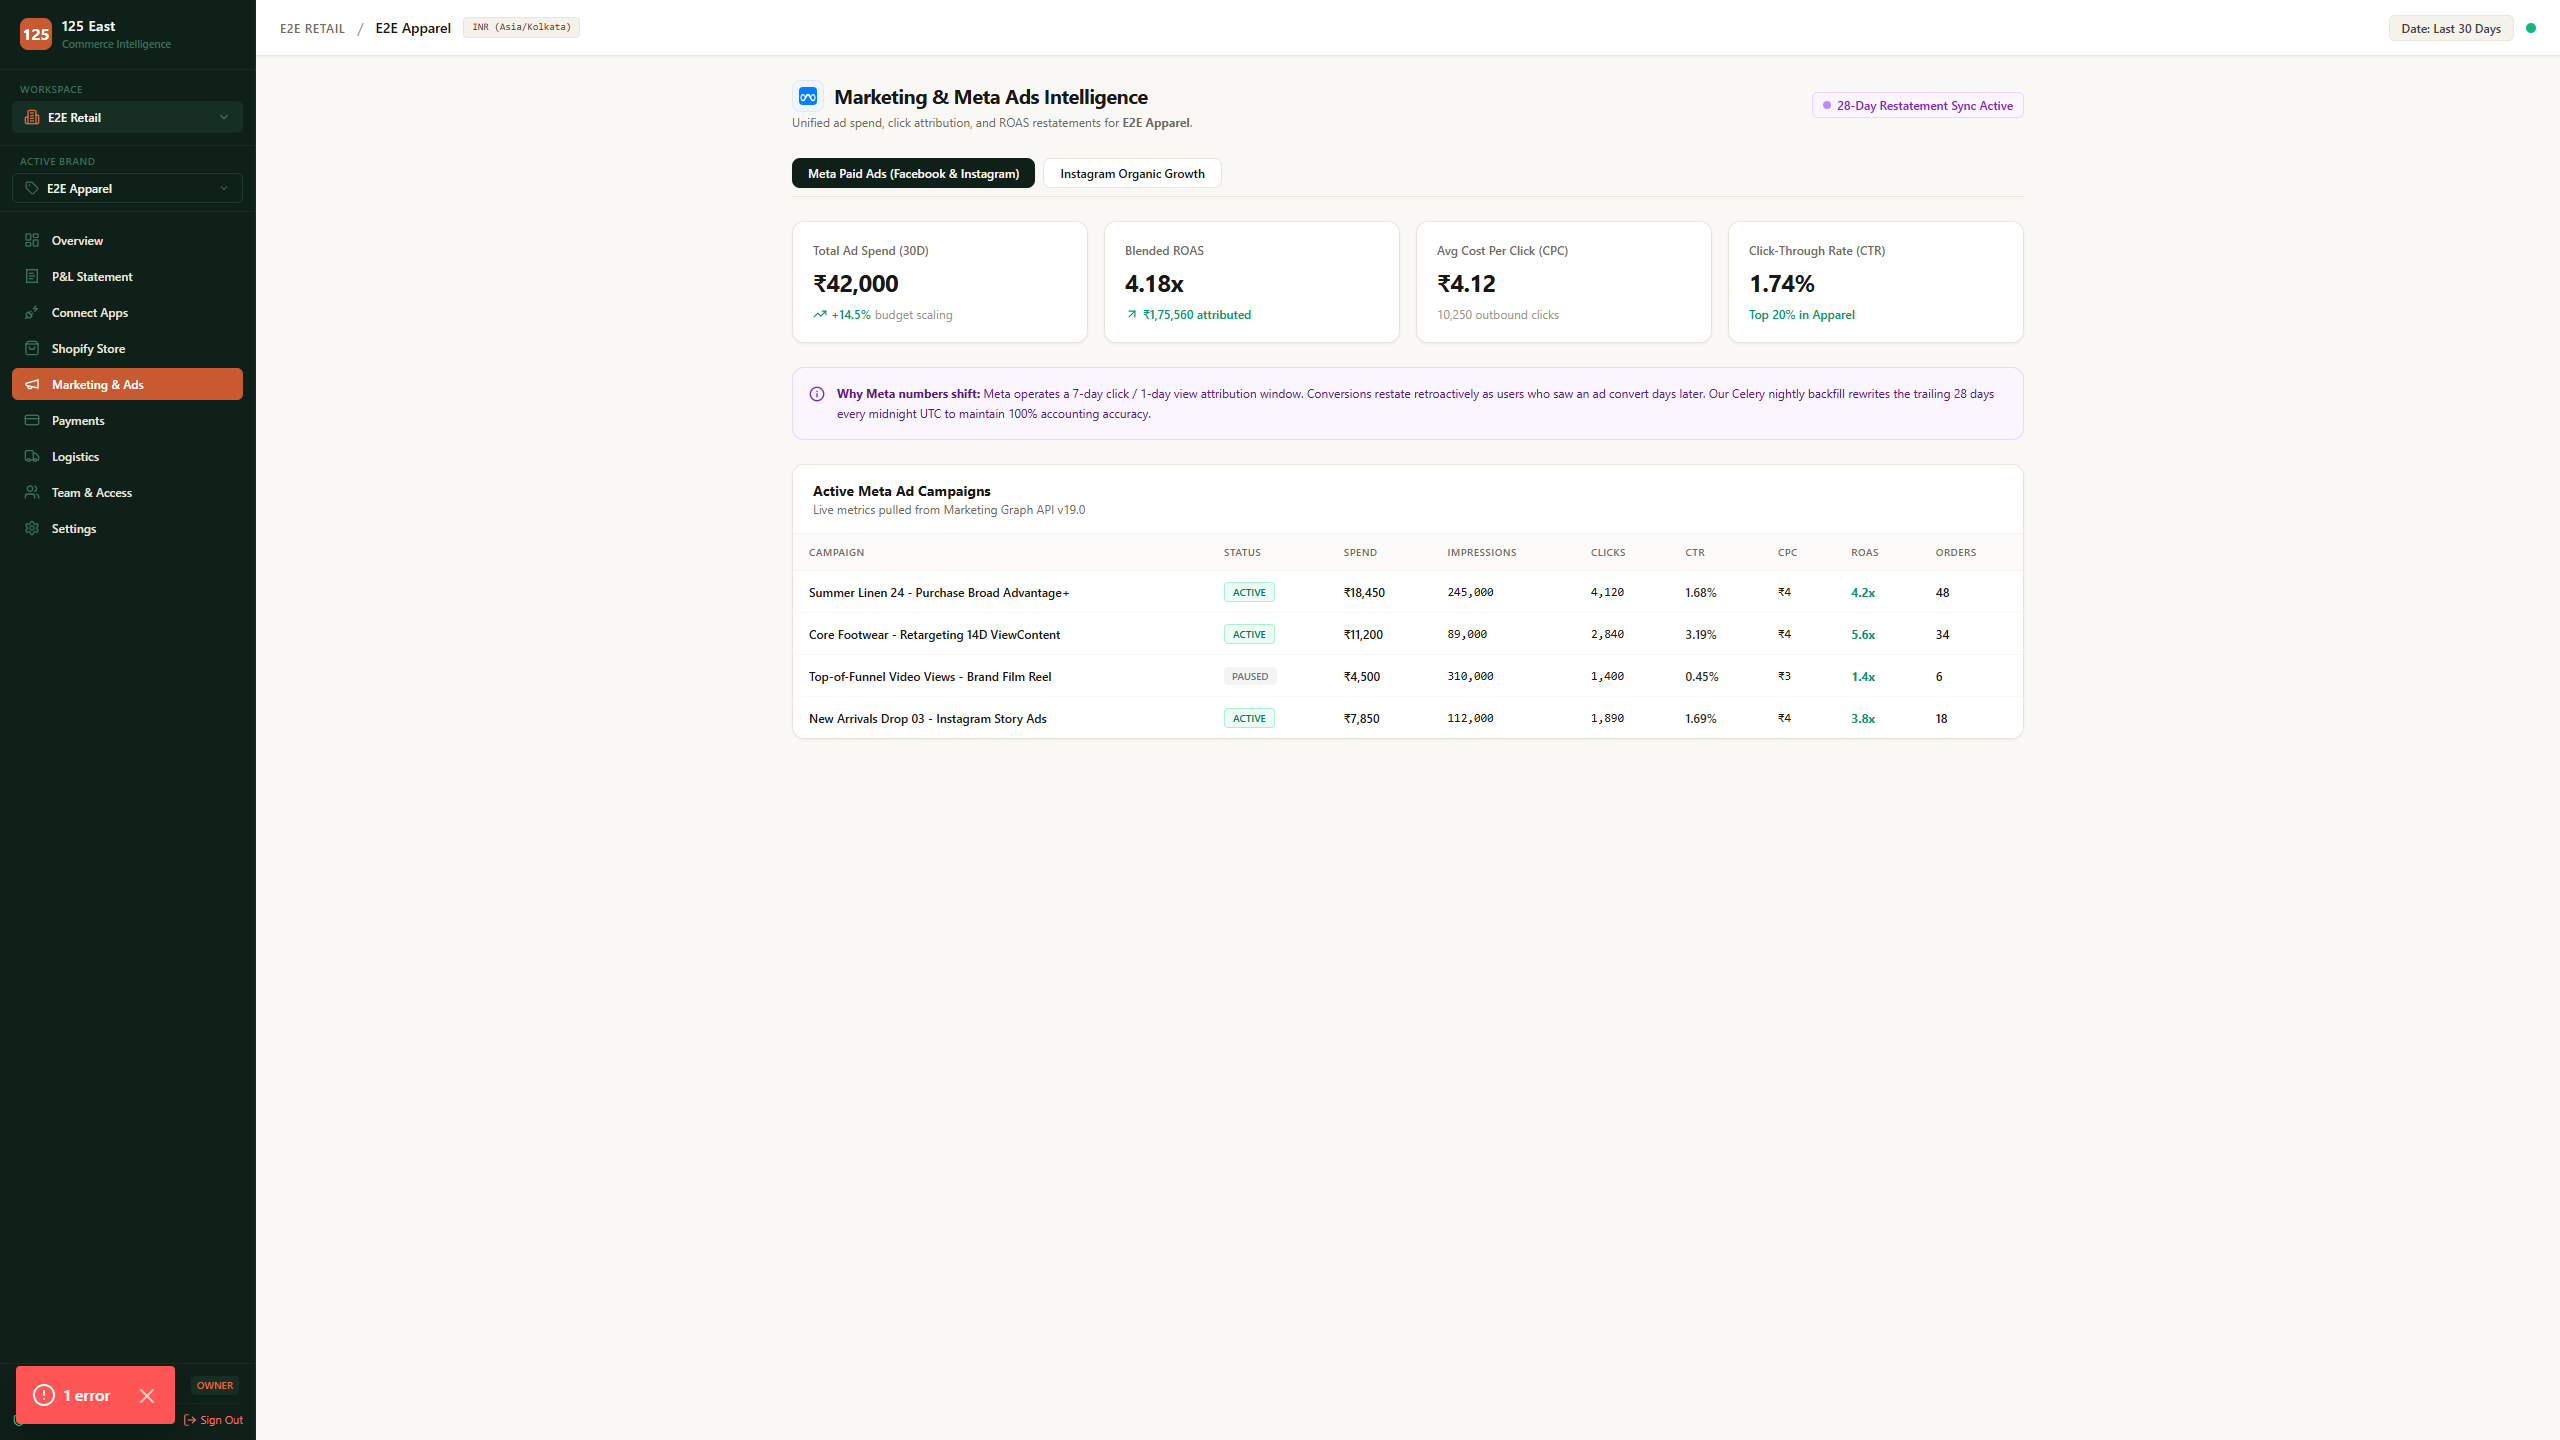 125
125 East
Commerce Intelligence
WORKSPACE
E2E Retail
ACTIVE BRAND
E2E Apparel
Overview
P&L Statement
Connect Apps
Shopify Store
Marketing & Ads
Payments
Logistics
Team & Access
Settings
1 error
OWNER
Sign Out
E2E RETAIL / E2E Apparel INR (Asia/Kolkata)
Date: Last 30 Days
Marketing & Meta Ads Intelligence
Unified ad spend, click attribution, and ROAS restatements for E2E Apparel.
28-Day Restatement Sync Active
Meta Paid Ads (Facebook & Instagram) Instagram Organic Growth
Total Ad Spend (30D)
₹42,000
+14.5% budget scaling
Blended ROAS
4.18x
₹1,75,560 attributed
Avg Cost Per Click (CPC)
₹4.12
10,250 outbound clicks
Click-Through Rate (CTR)
1.74%
Top 20% in Apparel
Why Meta numbers shift: Meta operates a 7-day click / 1-day view attribution window. Conversions restate retroactively as users who saw an ad convert days later. Our Celery nightly backfill rewrites the trailing 28 days
every midnight UTC to maintain 100% accounting accuracy.
Active Meta Ad Campaigns
Live metrics pulled from Marketing Graph API v19.0
CAMPAIGN STATUS SPEND IMPRESSIONS CLICKS CTR CPC ROAS ORDERS
Summer Linen 24 - Purchase Broad Advantage+ ACTIVE ₹18,450 245,000 4,120 1.68% ₹4 4.2x 48
Core Footwear - Retargeting 14D ViewContent ACTIVE ₹11,200 89,000 2,840 3.19% ₹4 5.6x 34
Top-of-Funnel Video Views - Brand Film Reel PAUSED ₹4,500 310,000 1,400 0.45% ₹3 1.4x 6
New Arrivals Drop 03 - Instagram Story Ads ACTIVE ₹7,850 112,000 1,890 1.69% ₹4 3.8x 18